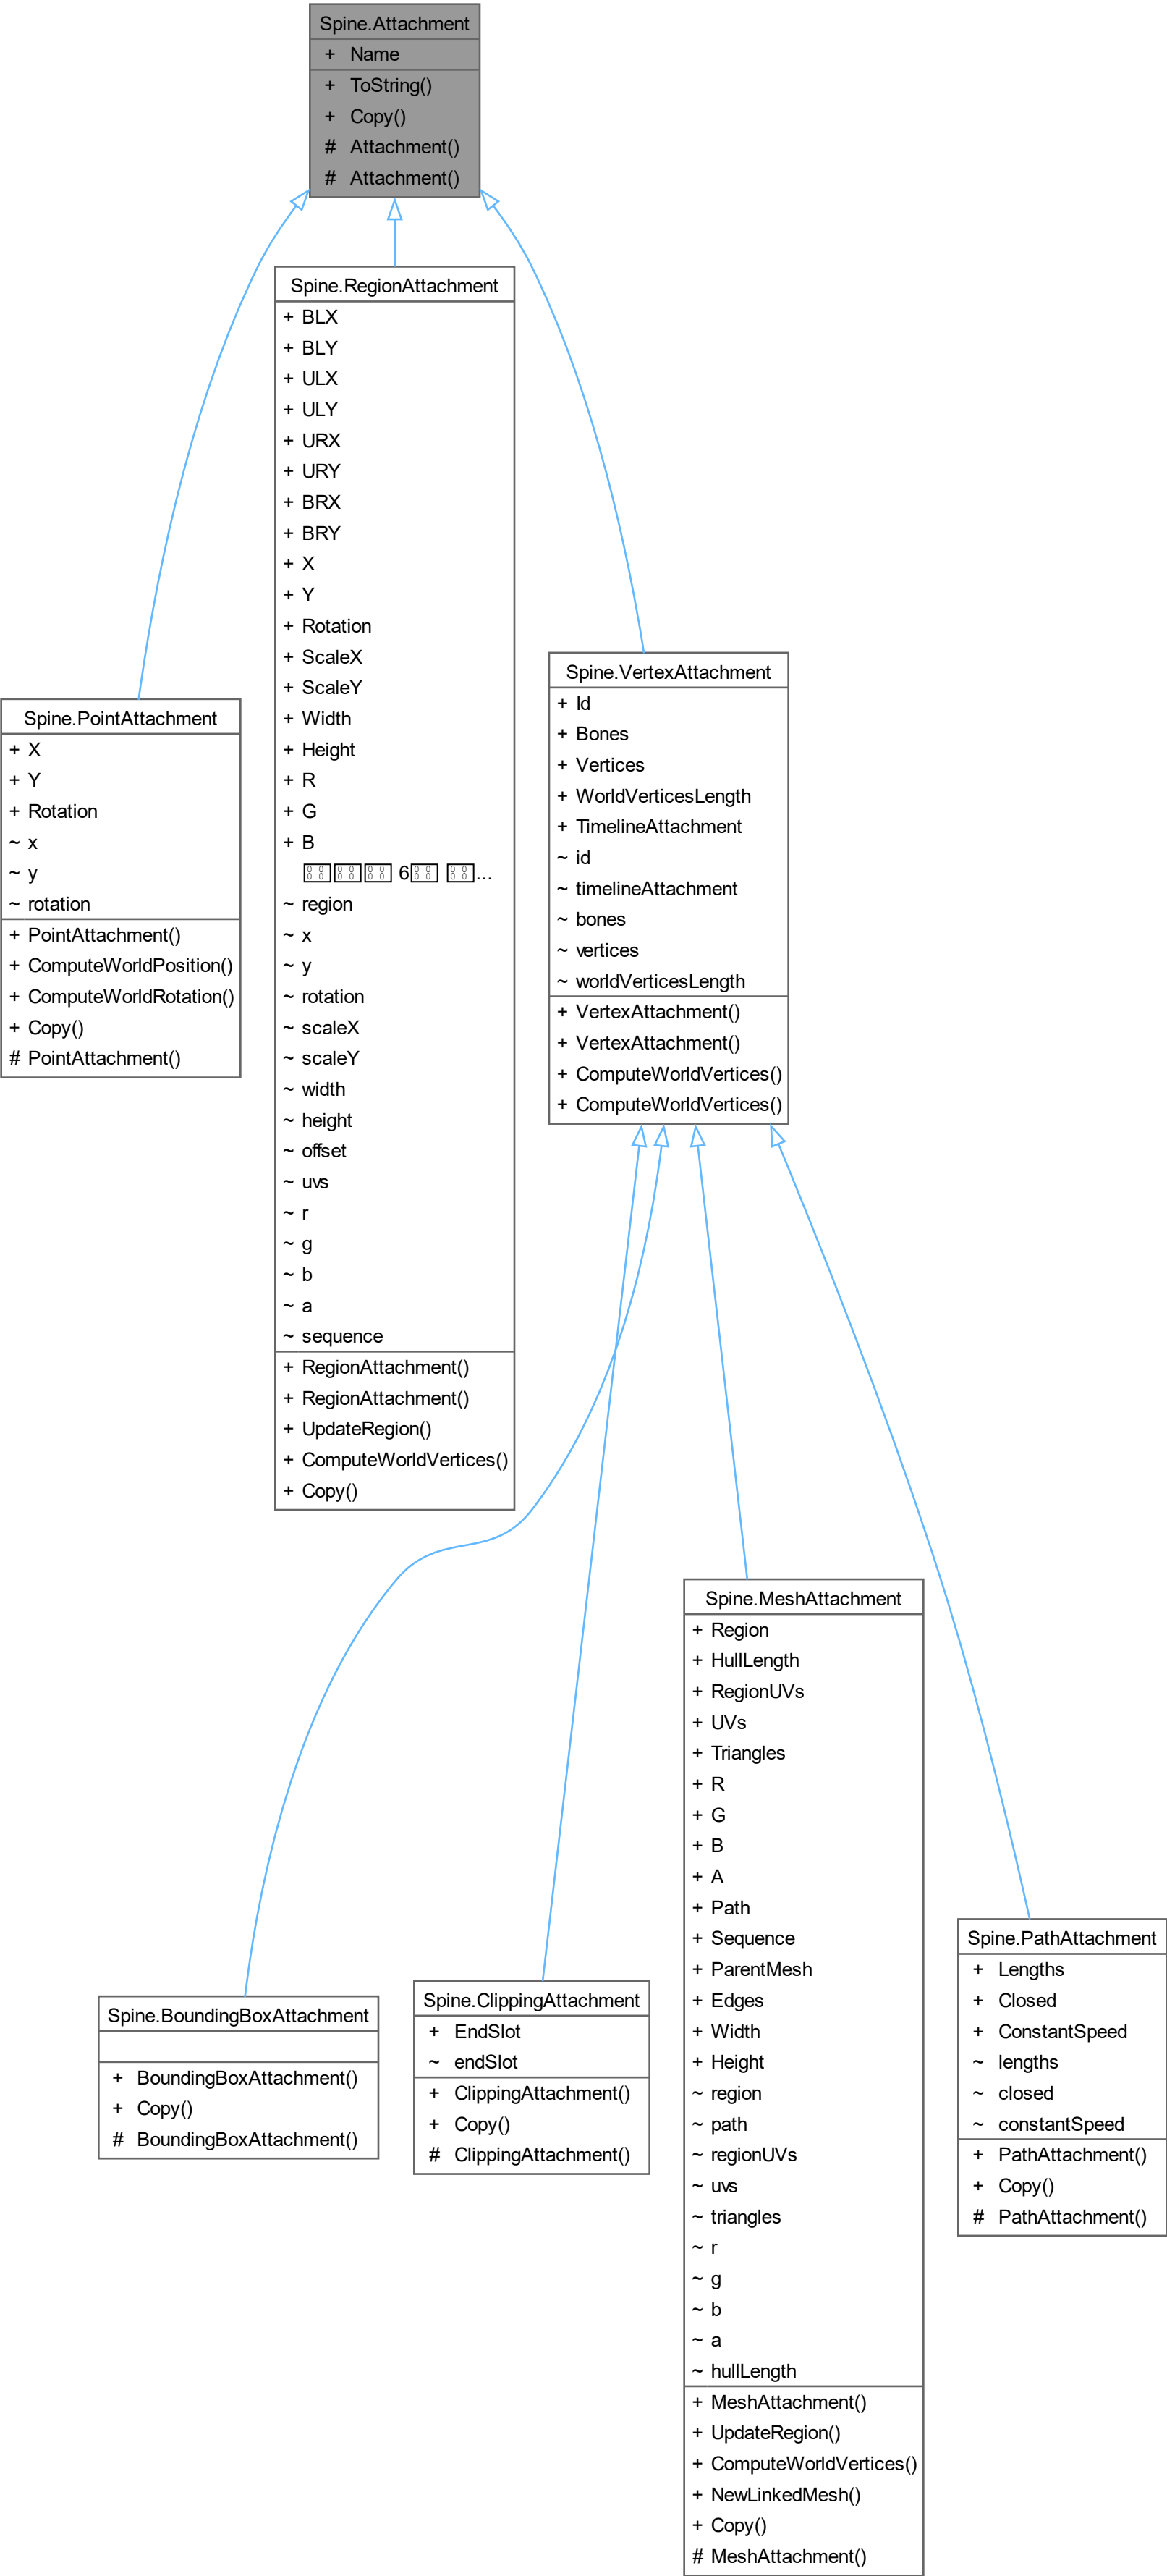 Spine.Attachment
+ Name
+ ToString()
+ Copy()
# Attachment()
# Attachment()
Spine.RegionAttachment
+ BLX
+ BLY
+ ULX
+ ULY
+ URX
+ URY
+ BRX
+ BRY
+ X
+ Y
+ Rotation
+ ScaleX
+ ScaleY
+ Width
+ Height
+ R
+ G
+ B
6 ...
~ region
~ x
~ y
~ rotation
~ scaleX
~ scaleY
~ width
~ height
~ offset
~ uvs
~ r
~ g
~ b
~ a
~ sequence
+ RegionAttachment()
+ RegionAttachment()
+ UpdateRegion()
+ ComputeWorldVertices()
+ Copy()
Spine.VertexAttachment
+ Id
+ Bones
+ Vertices
+ WorldVerticesLength
+ TimelineAttachment
~ id
~ timelineAttachment
~ bones
~ vertices
~ worldVerticesLength
+ VertexAttachment()
+ VertexAttachment()
+ ComputeWorldVertices()
+ ComputeWorldVertices()
Spine.PointAttachment
+ X
+ Y
+ Rotation
~ x
~ y
~ rotation
+ PointAttachment()
+ ComputeWorldPosition()
+ ComputeWorldRotation()
+ Copy()
# PointAttachment()
Spine.MeshAttachment
+ Region
+ HullLength
+ RegionUVs
+ UVs
+ Triangles
+ R
+ G
+ B
+ A
+ Path
+ Sequence
+ ParentMesh
+ Edges
+ Width
+ Height
~ region
~ path
~ regionUVs
~ uvs
~ triangles
~ r
~ g
~ b
~ a
~ hullLength
+ MeshAttachment()
+ UpdateRegion()
+ ComputeWorldVertices()
+ NewLinkedMesh()
+ Copy()
# MeshAttachment()
Spine.PathAttachment
+ Lengths
+ Closed
+ ConstantSpeed
~ lengths
~ closed
~ constantSpeed
+ PathAttachment()
+ Copy()
# PathAttachment()
Spine.ClippingAttachment
+ EndSlot
~ endSlot
+ ClippingAttachment()
+ Copy()
# ClippingAttachment()
Spine.BoundingBoxAttachment
+ BoundingBoxAttachment()
+ Copy()
# BoundingBoxAttachment()